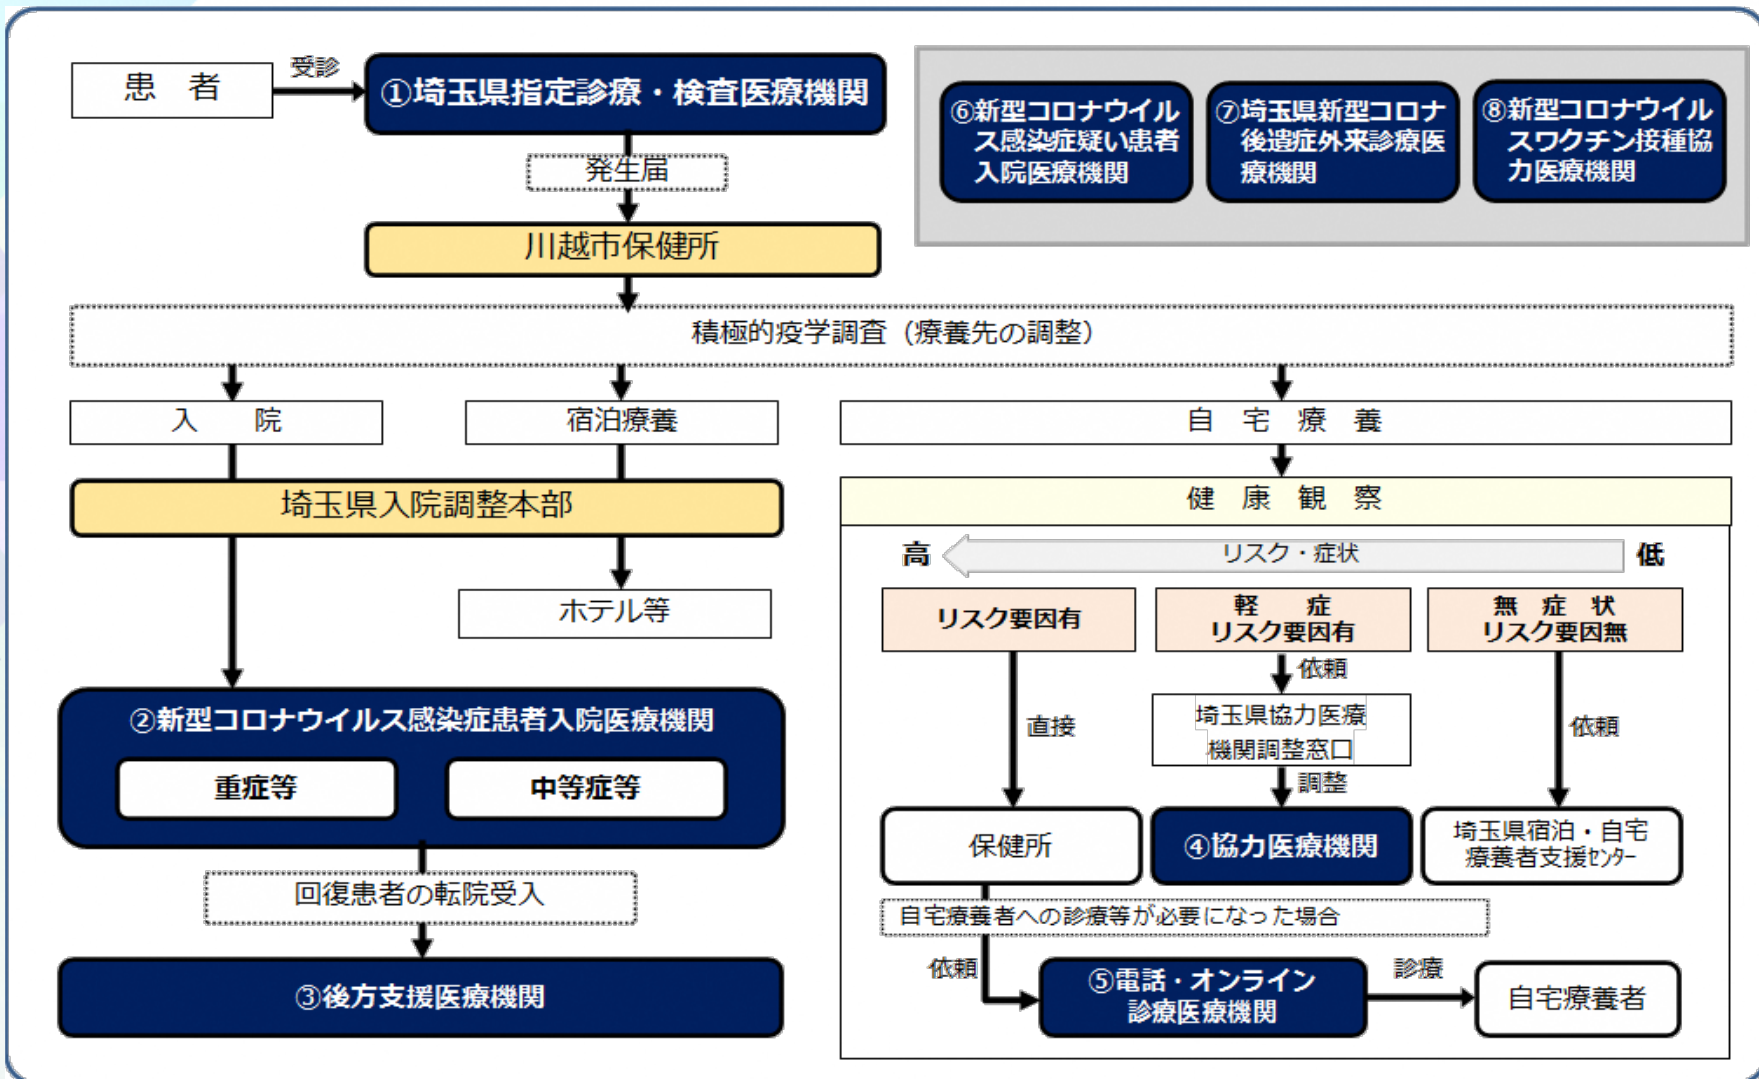 患　者
受診
①埼玉県指定診療・検査医療機関
発生届
川越市保健所
⑥新型コロナウイル
ス感染症疑い患者
入院医療機関
⑦埼玉県新型コロナ
後遺症外来診療医
療機関
⑧新型コロナウイル
スワクチン接種協
力医療機関
積極的疫学調査（療養先の調整）
入　　院
宿泊療養
自　宅　療　養
埼玉県入院調整本部
ホテル等
②新型コロナウイルス感染症患者入院医療機関
重症等
中等症等
回復患者の転院受入
③後方支援医療機関
健　康　観　察
高
リスク・症状
低
リスク要因有
軽　　症
リスク要因有
無　症　状
リスク要因無
直接
依頼
埼玉県協力医療
機関調整窓口
調整
依頼
保健所
④協力医療機関
埼玉県宿泊・自宅
療養者支援ｾﾝﾀｰ
自宅療養者への診療等が必要になった場合
依頼
⑤電話・オンライン
診療医療機関
診療
自宅療養者